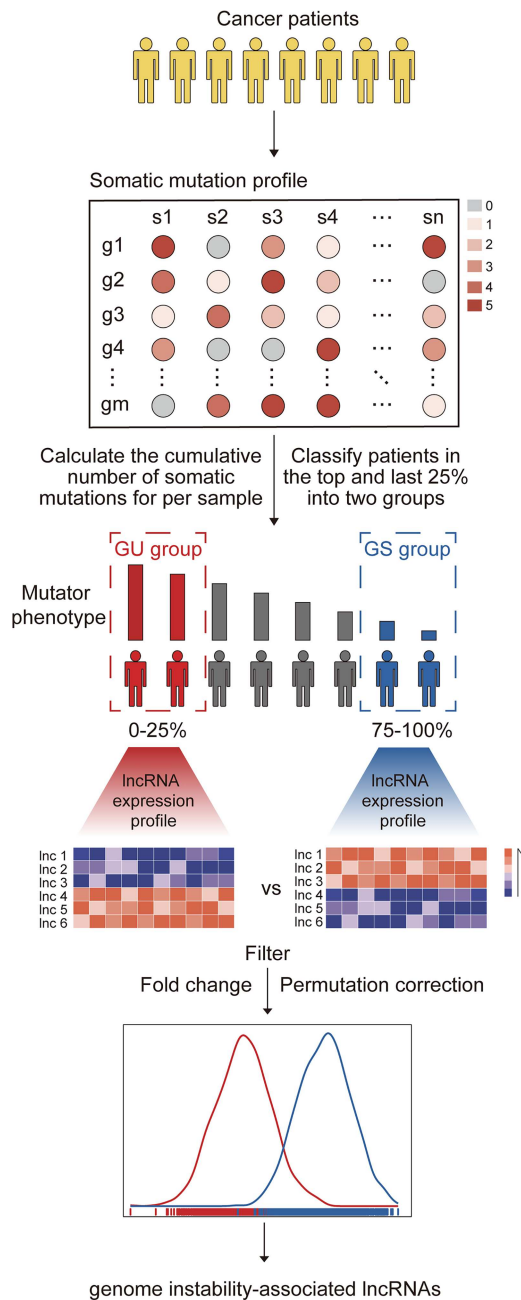 Cancer patients
Somatic mutation profile
s1 s2 s3 s4 ... sn
0
1
2
3
4
5
g1 ...
g2 ...
g3 ...
g4 ...
gm ...
Calculate the cumulative
number of somatic
mutations for per sample
Classify patients in
the top and last 25%
into two groups
GU group
GS group
Mutator
phenotype
0-25%
75-100%
lncRNA
expression
profile
lncRNA
expression
profile
lnc 1
lnc 2
lnc 3
lnc 4
lnc 5
lnc 6
vs
lnc 1
lnc 2
lnc 3
lnc 4
lnc 5
lnc 6
Filter
Fold change
Permutation correction
genome instability-associated lncRNAs